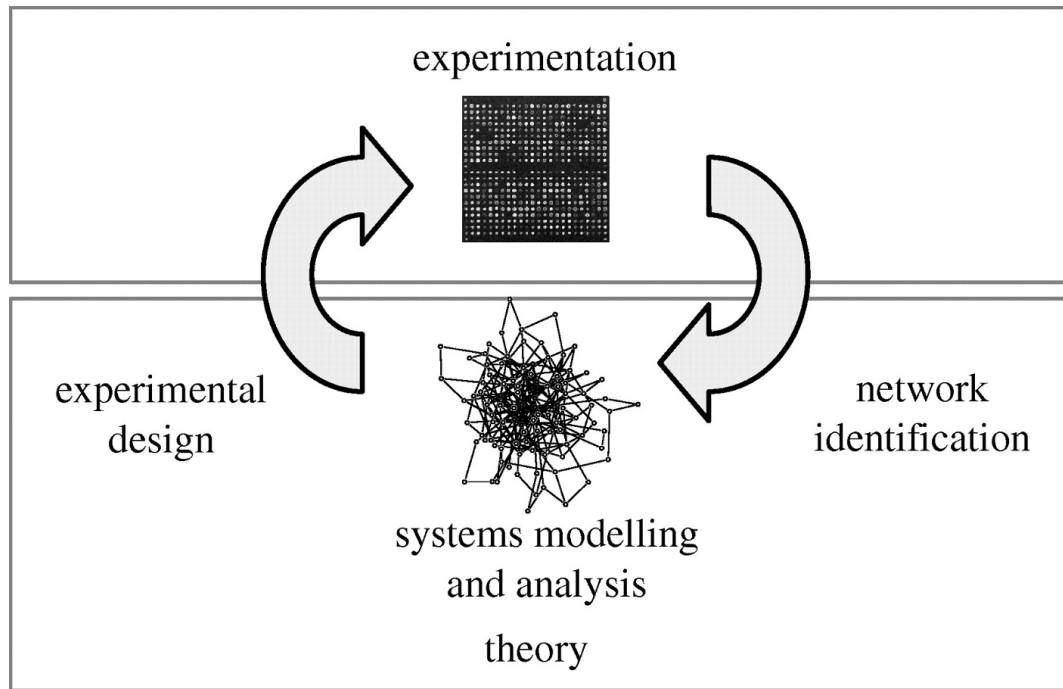 experimentation
experimental
design
network
identification
systems modelling
and analysis
theory